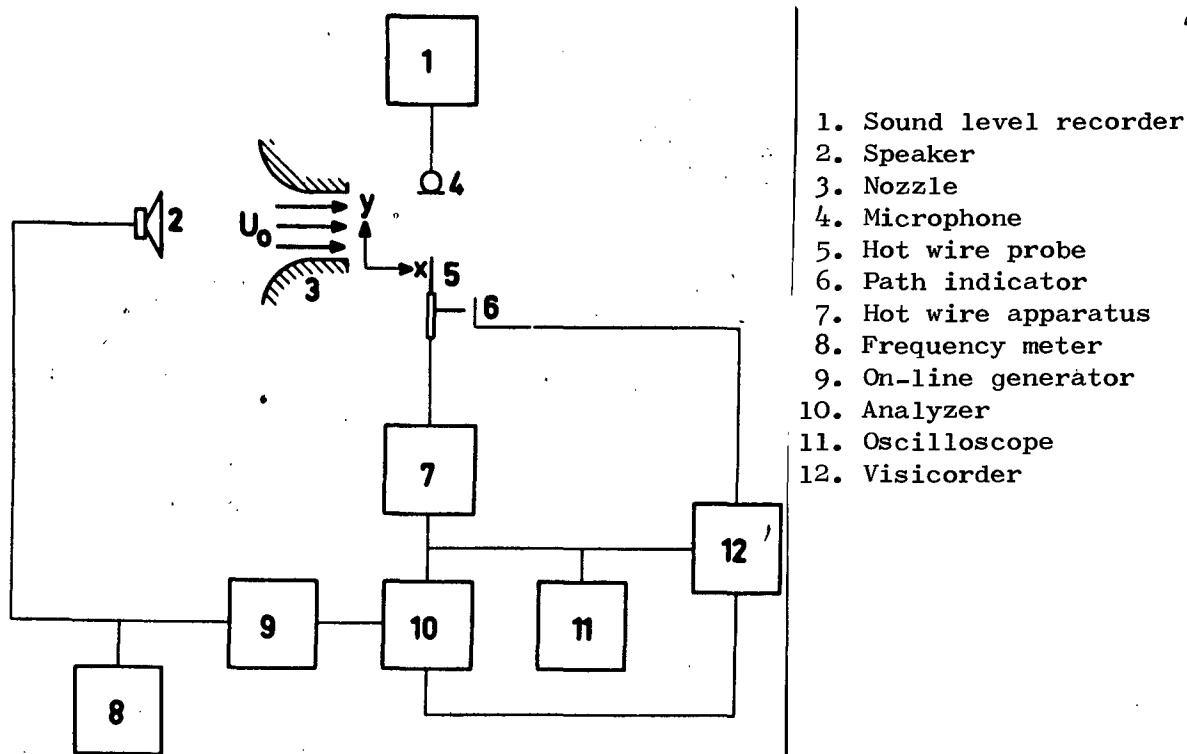 1
4
2
U₀
y
x
3
5
6
7
12
9
10
11
8
1. Sound level recorder
2. Speaker
3. Nozzle
4. Microphone
5. Hot wire probe
6. Path indicator
7. Hot wire apparatus
8. Frequency meter
9. On-line generator
10. Analyzer
11. Oscilloscope
12. Visicorder